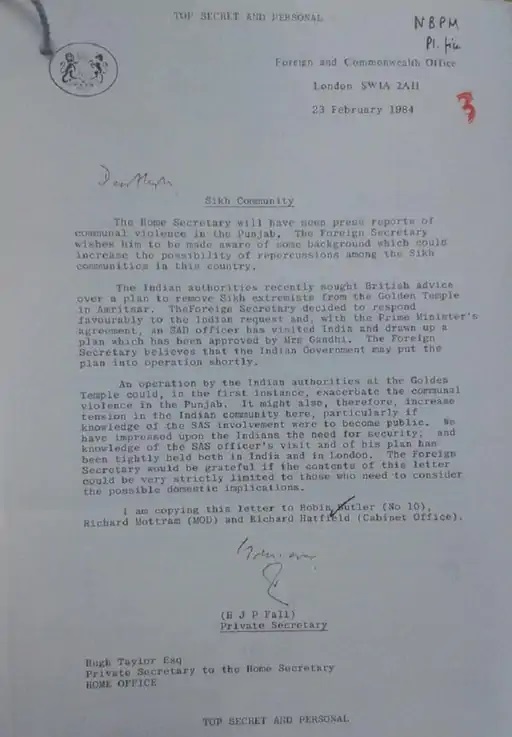 TOP SECRET AND PERSONAL
NBPM
Pl. file
Foreign and Commonwealth Office
London SW1A 2AH
23 February 1984
3
Dear Hugh
Sikh Community
The Home Secretary will have seen press reports of
communal violence in the Punjab. The Foreign Secretary
wishes him to be made aware of some background which could
increase the possibility of repercussions among the Sikh
communities in this country.
The Indian authorities recently sought British advice
over a plan to remove Sikh extremists from the Golden Temple
in Amritsar. TheForeign Secretary decided to respond
favourably to the Indian request and, with the Prime Minister's
agreement, an SAD officer has visited India and drawn up a
plan which has been approved by Mrs Gandhi. The Foreign
Secretary believes that the Indian Government may put the
plan into operation shortly.
An operation by the Indian authorities at the Golden
Temple could, in the first instance, exacerbate the communal
violence in the Punjab. It might also, therefore, increase
tension in the Indian community here, particularly if
knowledge of the SAS involvement were to become public. We
have impressed upon the Indians the need for security; and
knowledge of the SAS officer's visit and of his plan has
been tightly held both in India and in London. The Foreign
Secretary would be grateful if the contents of this letter
could be very strictly limited to those who need to consider
the possible domestic implications.
I am copying this letter to Robin Butler (No 10),
Richard Mottram (MOD) and Richard Hatfield (Cabinet Office).
(B J P Fall)
Private Secretary
Hugh Taylor Esq
Private Secretary to the Home Secretary
HOME OFFICE
TOP SECRET AND PERSONAL